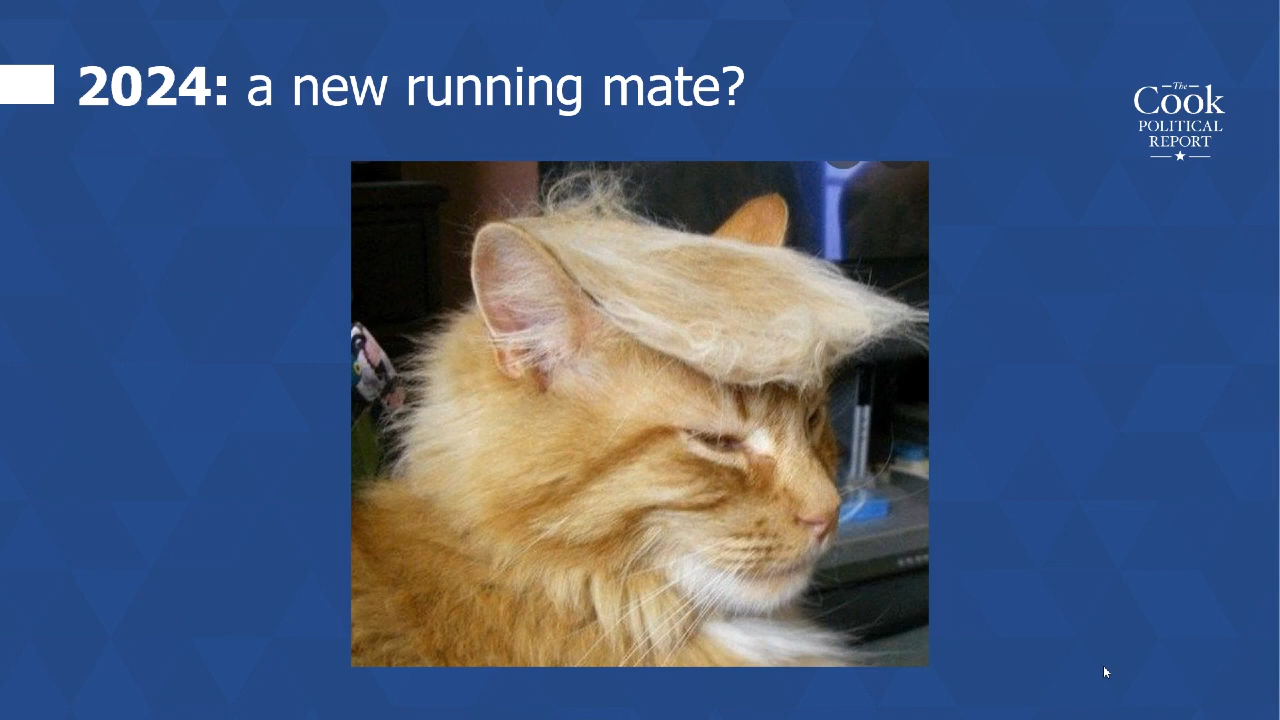 2024: a new running mate?
The
Cook
POLITICAL
REPORT